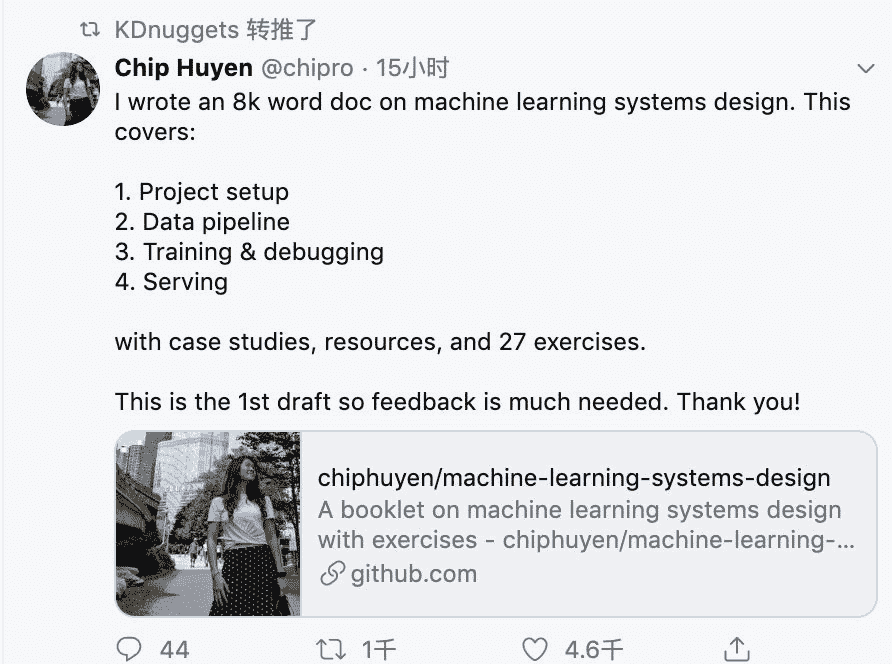 KDnuggets 转推了
Chip Huyen @chipro · 15小时
I wrote an 8k word doc on machine learning systems design. This
covers:
1. Project setup
2. Data pipeline
3. Training & debugging
4. Serving
with case studies, resources, and 27 exercises.
This is the 1st draft so feedback is much needed. Thank you!
chiphuyen/machine-learning-systems-design
A booklet on machine learning systems design
with exercises - chiphuyen/machine-learning-...
github.com
44 1千 4.6千